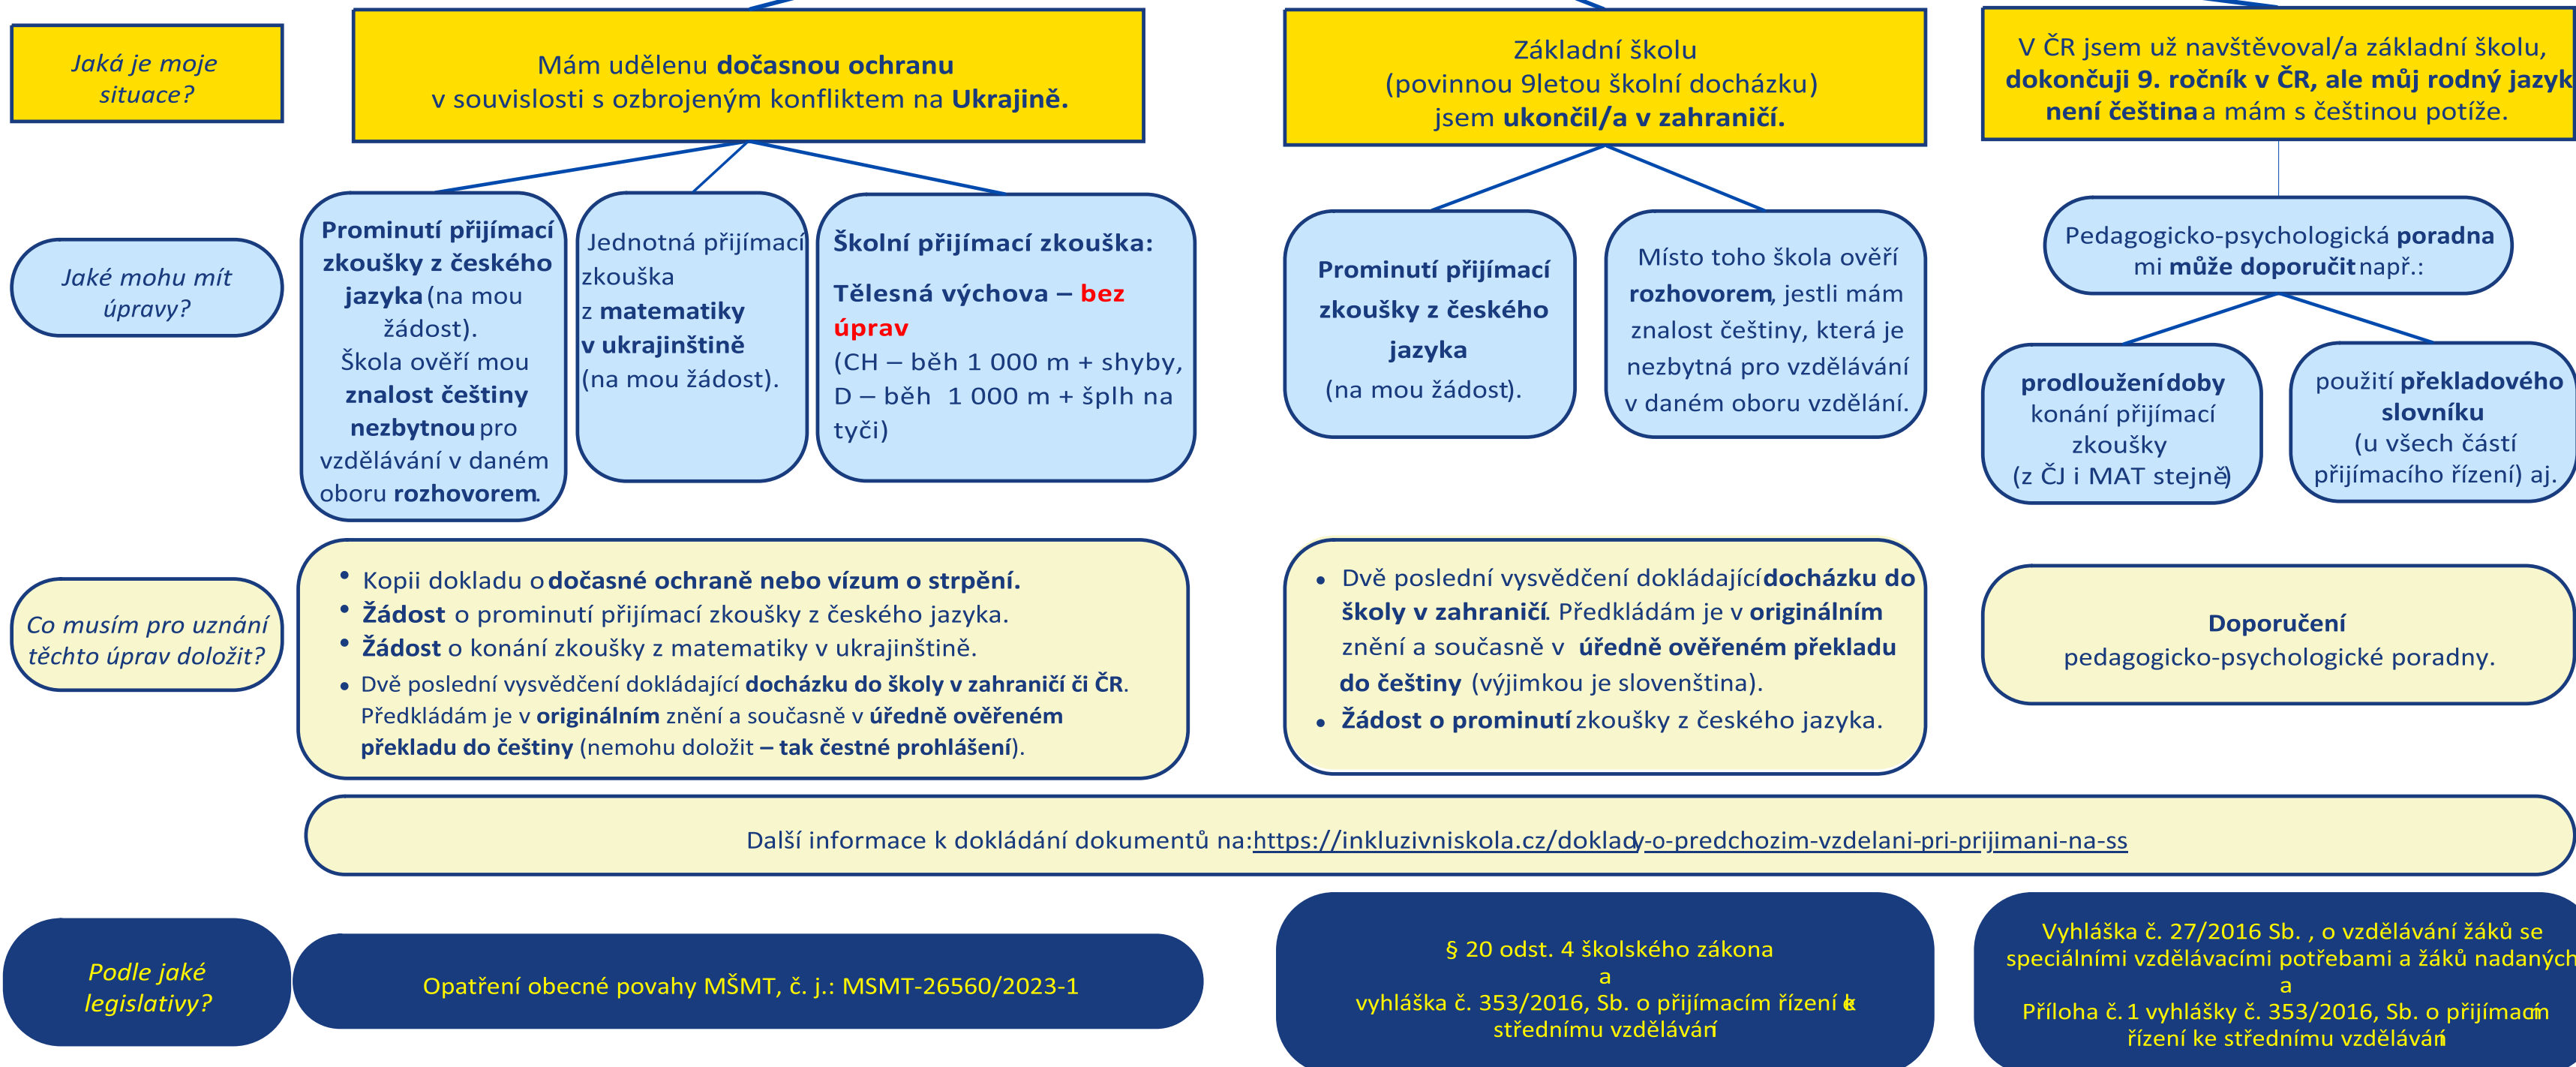 Jaká je moje
situace?
Mám udělenu dočasnou ochranu
v souvislosti s ozbrojeným konfliktem na Ukrajině.
Základní školu
(povinnou 9letou školní docházku)
jsem ukončil/a v zahraničí.
V ČR jsem už navštěvoval/a základní školu,
dokončuji 9. ročník v ČR, ale můj rodný jazyk
není čeština a mám s češtinou potíže.
Jaké mohu mít
úpravy?
Prominutí přijímací
zkoušky z českého
jazyka (na mou
žádost).
Škola ověří mou
znalost češtiny
nezbytnou pro
vzdělávání v daném
oboru rozhovorem.
Jednotná přijímací
zkouška
z matematiky
v ukrajinštině
(na mou žádost).
Školní přijímací zkouška:
Tělesná výchova – bez
úprav
(CH – běh 1 000 m + shyby,
D – běh 1 000 m + šplh na
tyči)
Prominutí přijímací
zkoušky z českého
jazyka
(na mou žádost).
Místo toho škola ověří
rozhovorem, jestli mám
znalost češtiny, která je
nezbytná pro vzdělávání
v daném oboru vzdělání.
Pedagogicko-psychologická poradna
mi může doporučit např.:
prodloužení doby
konání přijímací
zkoušky
(z ČJ i MAT stejně)
použití překladového
slovníku
(u všech částí
přijímacího řízení) aj.
Co musím pro uznání
těchto úprav doložit?
• Kopii dokladu o dočasné ochraně nebo vízum o strpění.
• Žádost o prominutí přijímací zkoušky z českého jazyka.
• Žádost o konání zkoušky z matematiky v ukrajinštině.
• Dvě poslední vysvědčení dokládající docházku do školy v zahraničí či ČR.
Předkládám je v originálním znění a současně v úředně ověřeném
překladu do češtiny (nemohu doložit – tak čestné prohlášení).
• Dvě poslední vysvědčení dokládající docházku do
školy v zahraničí. Předkládám je v originálním
znění a současně v úředně ověřeném překladu
do češtiny (výjimkou je slovenština).
• Žádost o prominutí zkoušky z českého jazyka.
Doporučení
pedagogicko-psychologické poradny.
Další informace k dokládání dokumentů na: https://inkluzivniskola.cz/doklady-o-predchozim-vzdelani-pri-prijimani-na-ss
Podle jaké
legislativy?
Opatření obecné povahy MŠMT, č. j.: MSMT-26560/2023-1
§ 20 odst. 4 školského zákona
a
vyhláška č. 353/2016, Sb. o přijímacím řízení ke
střednímu vzdělávání
Vyhláška č. 27/2016 Sb. , o vzdělávání žáků se
speciálními vzdělávacími potřebami a žáků nadaných
a
Příloha č. 1 vyhlášky č. 353/2016, Sb. o přijímacím
řízení ke střednímu vzdělávání